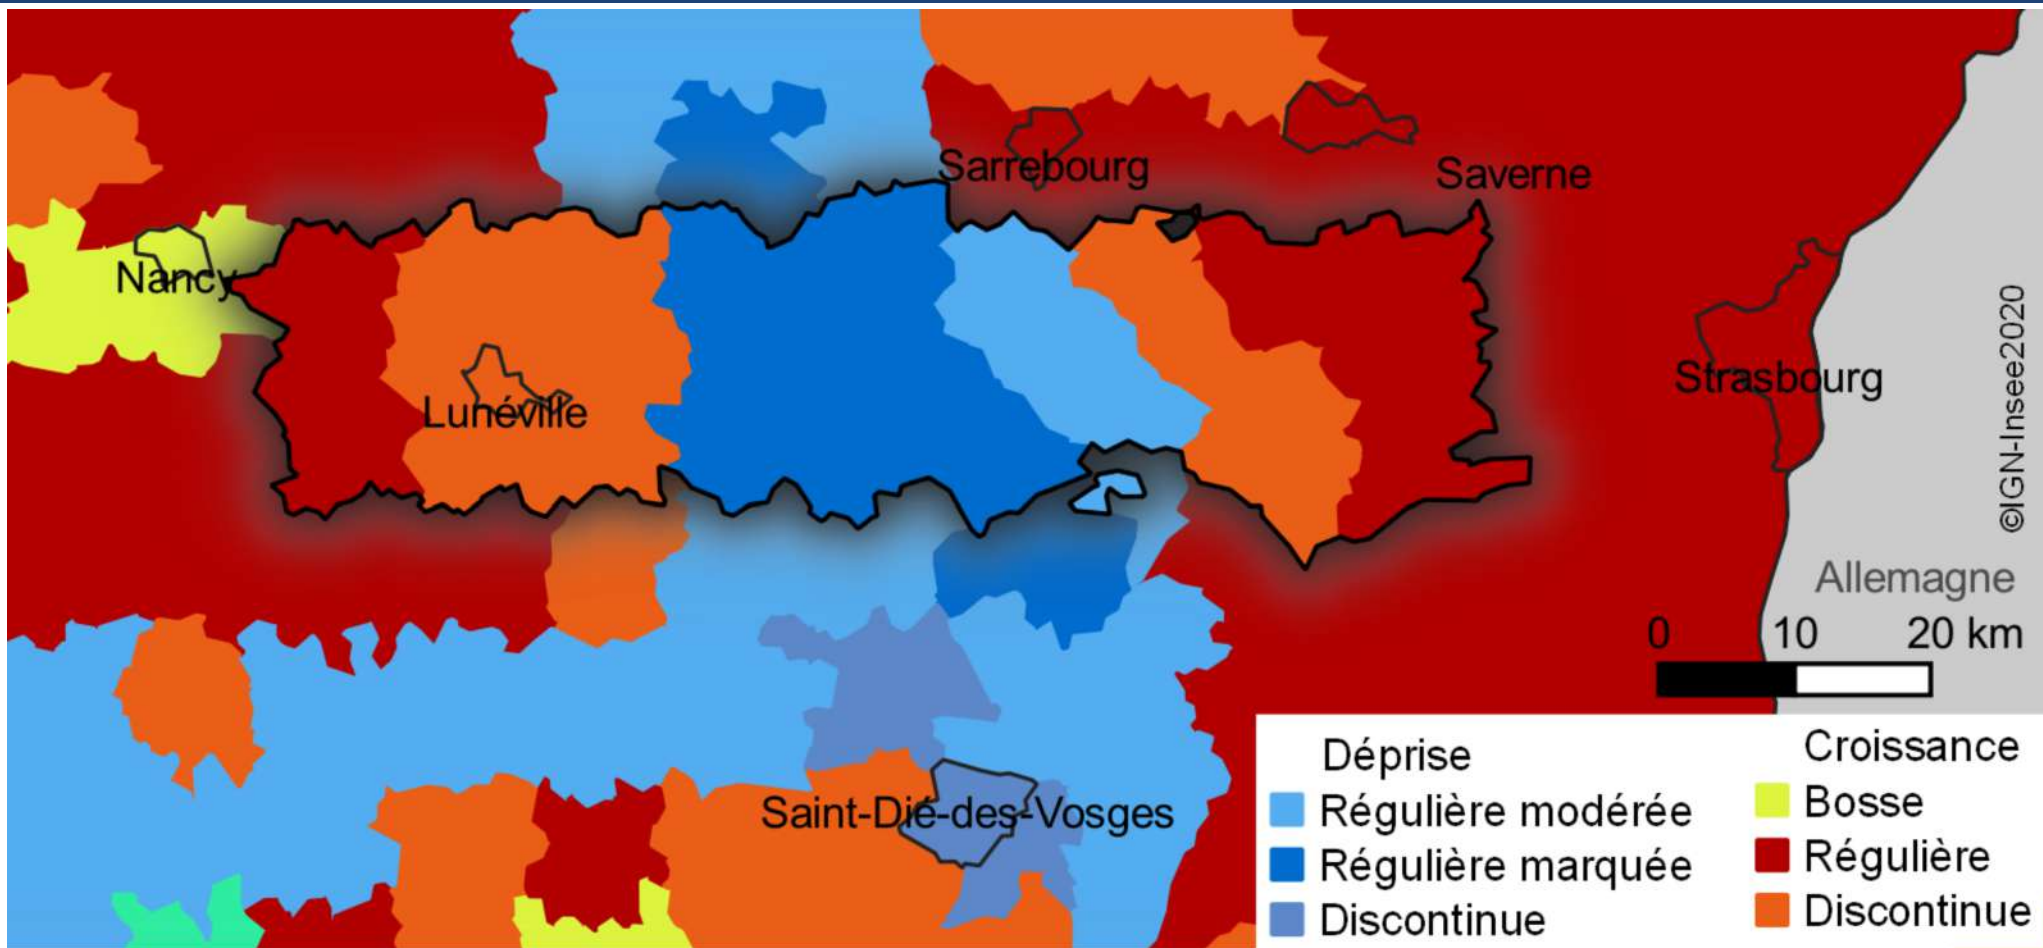 Sarrebourg
Saverne
Nancy
Lunéville
Strasbourg
©IGN-Insee2020
Allemagne
0 10 20 km
Saint-Dié-des-Vosges
Déprise
Régulière modérée
Régulière marquée
Discontinue
Croissance
Bosse
Régulière
Discontinue